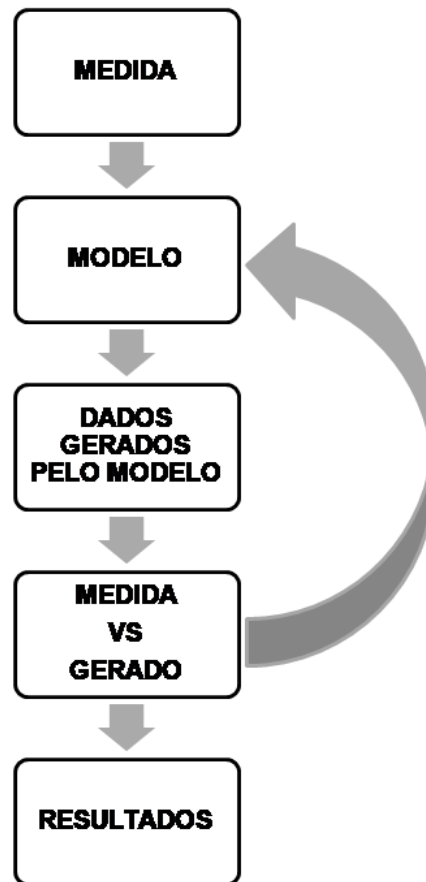 MEDIDA
MODELO
DADOS
GERADOS
PELO MODELO
MEDIDA
VS
GERADO
RESULTADOS